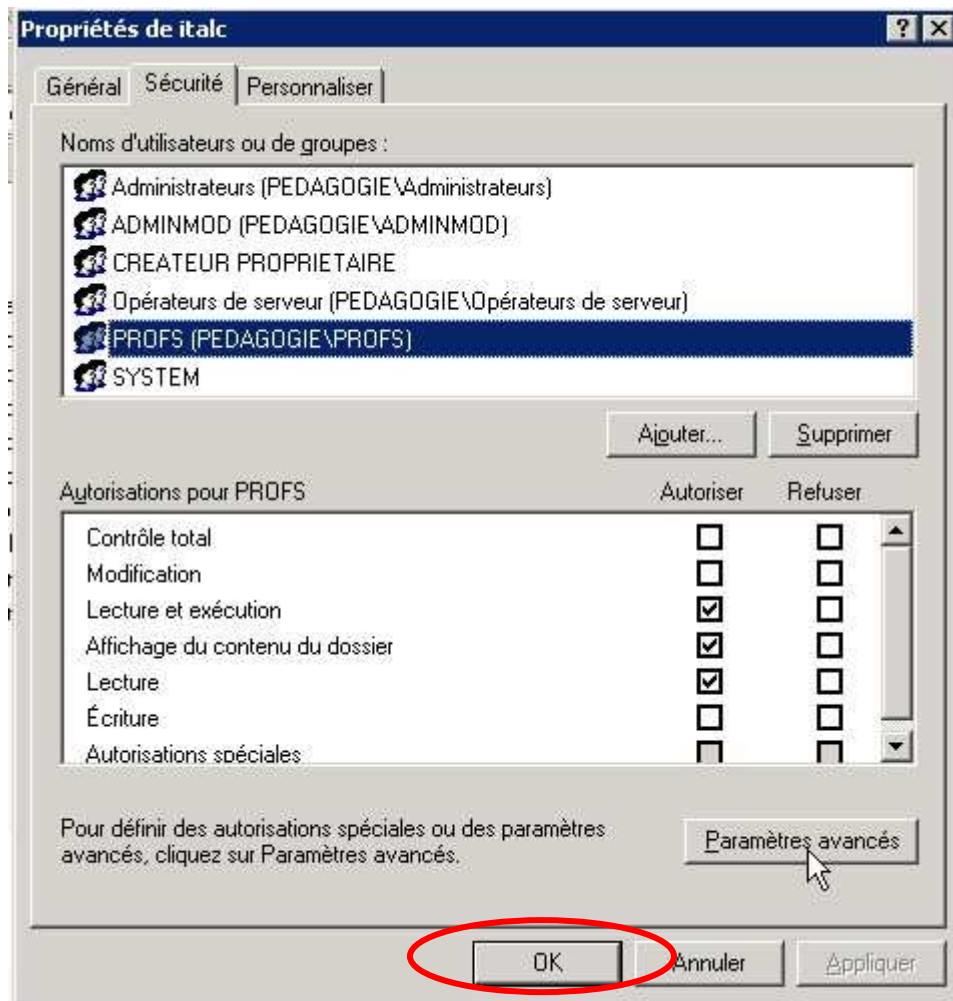 Propriétés de italc
Général Sécurité Personnaliser
Noms d'utilisateurs ou de groupes :
Administrateurs (PEDAGOGIE\Administrateurs)
ADMINMOD (PEDAGOGIE\ADMINMOD)
CREATEUR PROPRIETAIRE
Opérateurs de serveur (PEDAGOGIE\Opérateurs de serveur)
PROFS (PEDAGOGIE\PROFS)
SYSTEM
Ajouter... Supprimer
Autorisations pour PROFS Autoriser Refuser
Contrôle total
Modification
Lecture et exécution
Affichage du contenu du dossier
Lecture
Écriture
Autorisations spéciales
Pour définir des autorisations spéciales ou des paramètres
avancés, cliquez sur Paramètres avancés.
Paramètres avancés
OK Annuler Appliquer